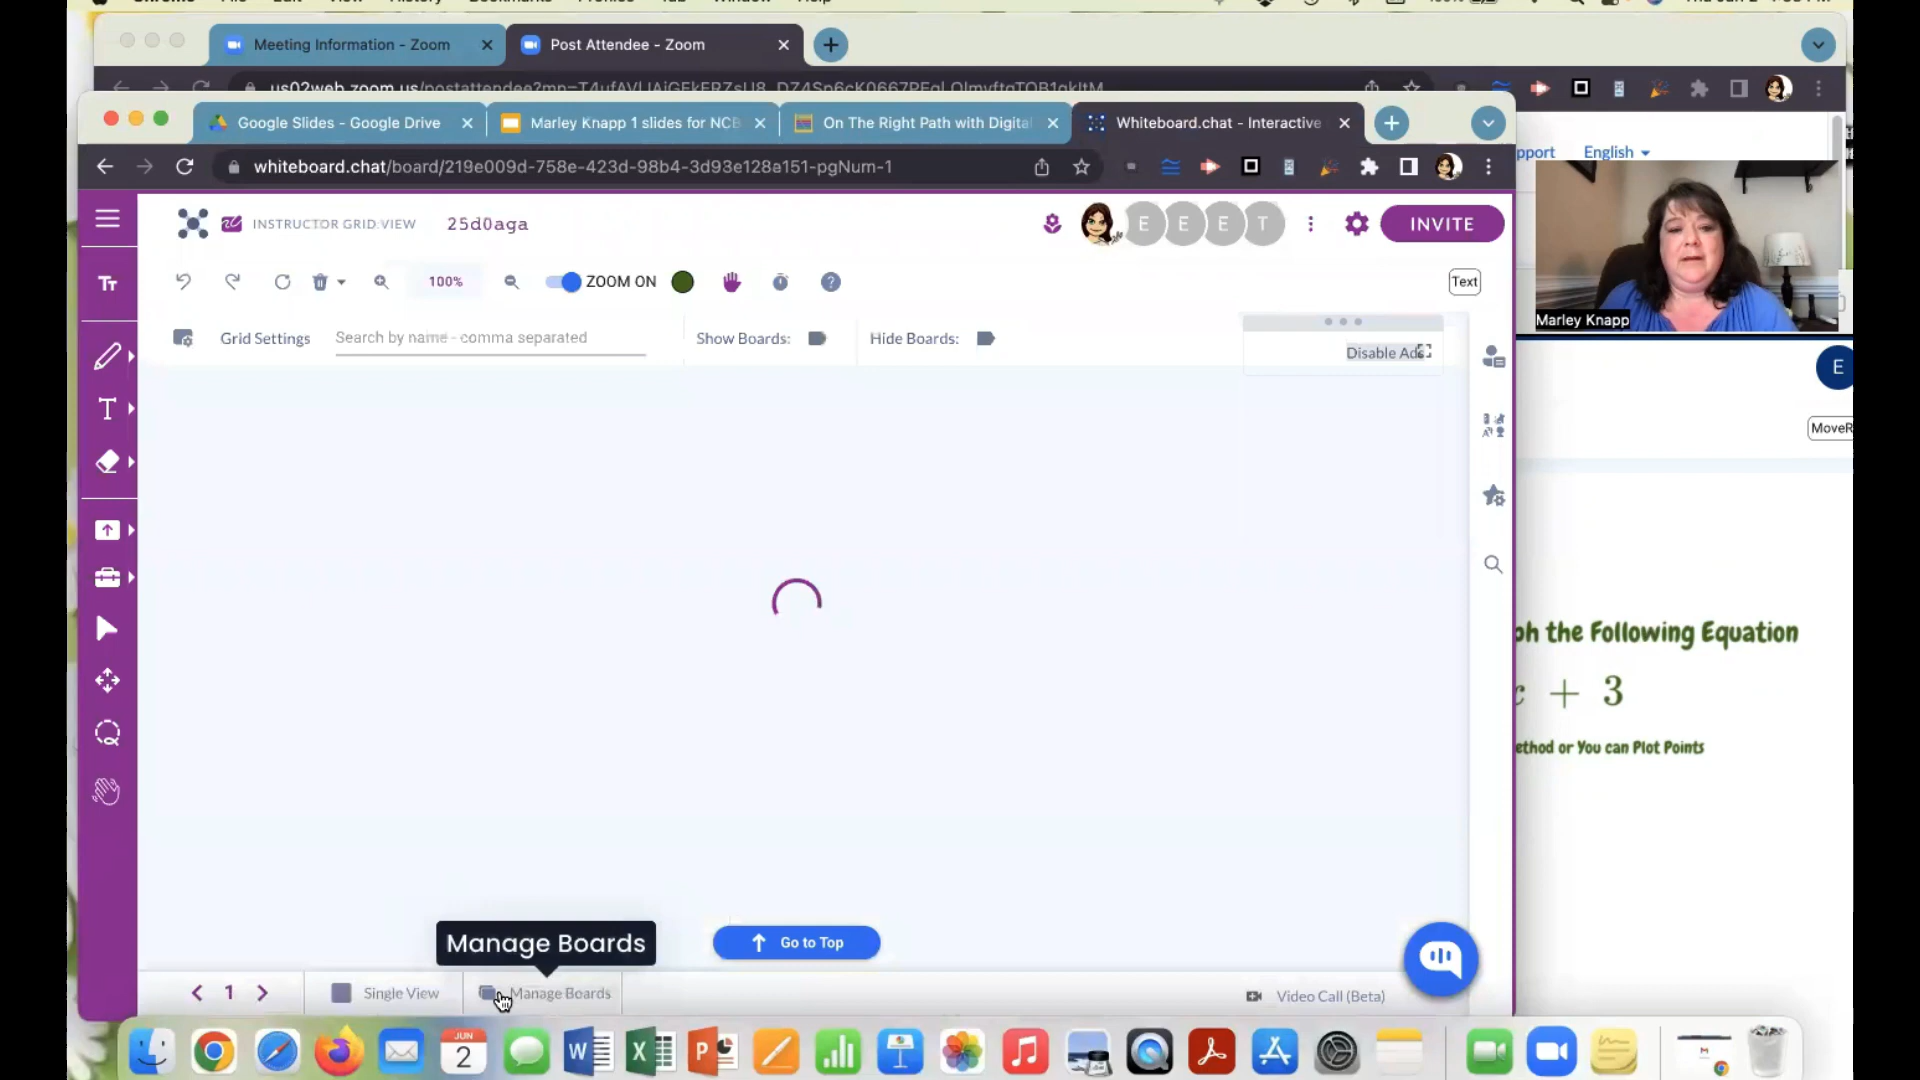 Meeting Information - Zoom
Post Attendee - Zoom
Google Slides - Google Drive
Marley Knapp 1 slides for NCB
On The Right Path with Digital
Whiteboard.chat - Interactive
whiteboard.chat/board/219e009d-758e-423d-98b4-3d93e128a151-pgNum-1
pport
English
INSTRUCTOR GRID VIEW
25d0aga
E
E
E
T
INVITE
100%
ZOOM ON
Text
Marley Knapp
Grid Settings
Search by name - comma separated
Show Boards:
Hide Boards:
Disable Ads
E
MoveR
ph the Following Equation
x + 3
ethod or You can Plot Points
Manage Boards
Go to Top
1
Single View
Manage Boards
Video Call (Beta)
JUN
2